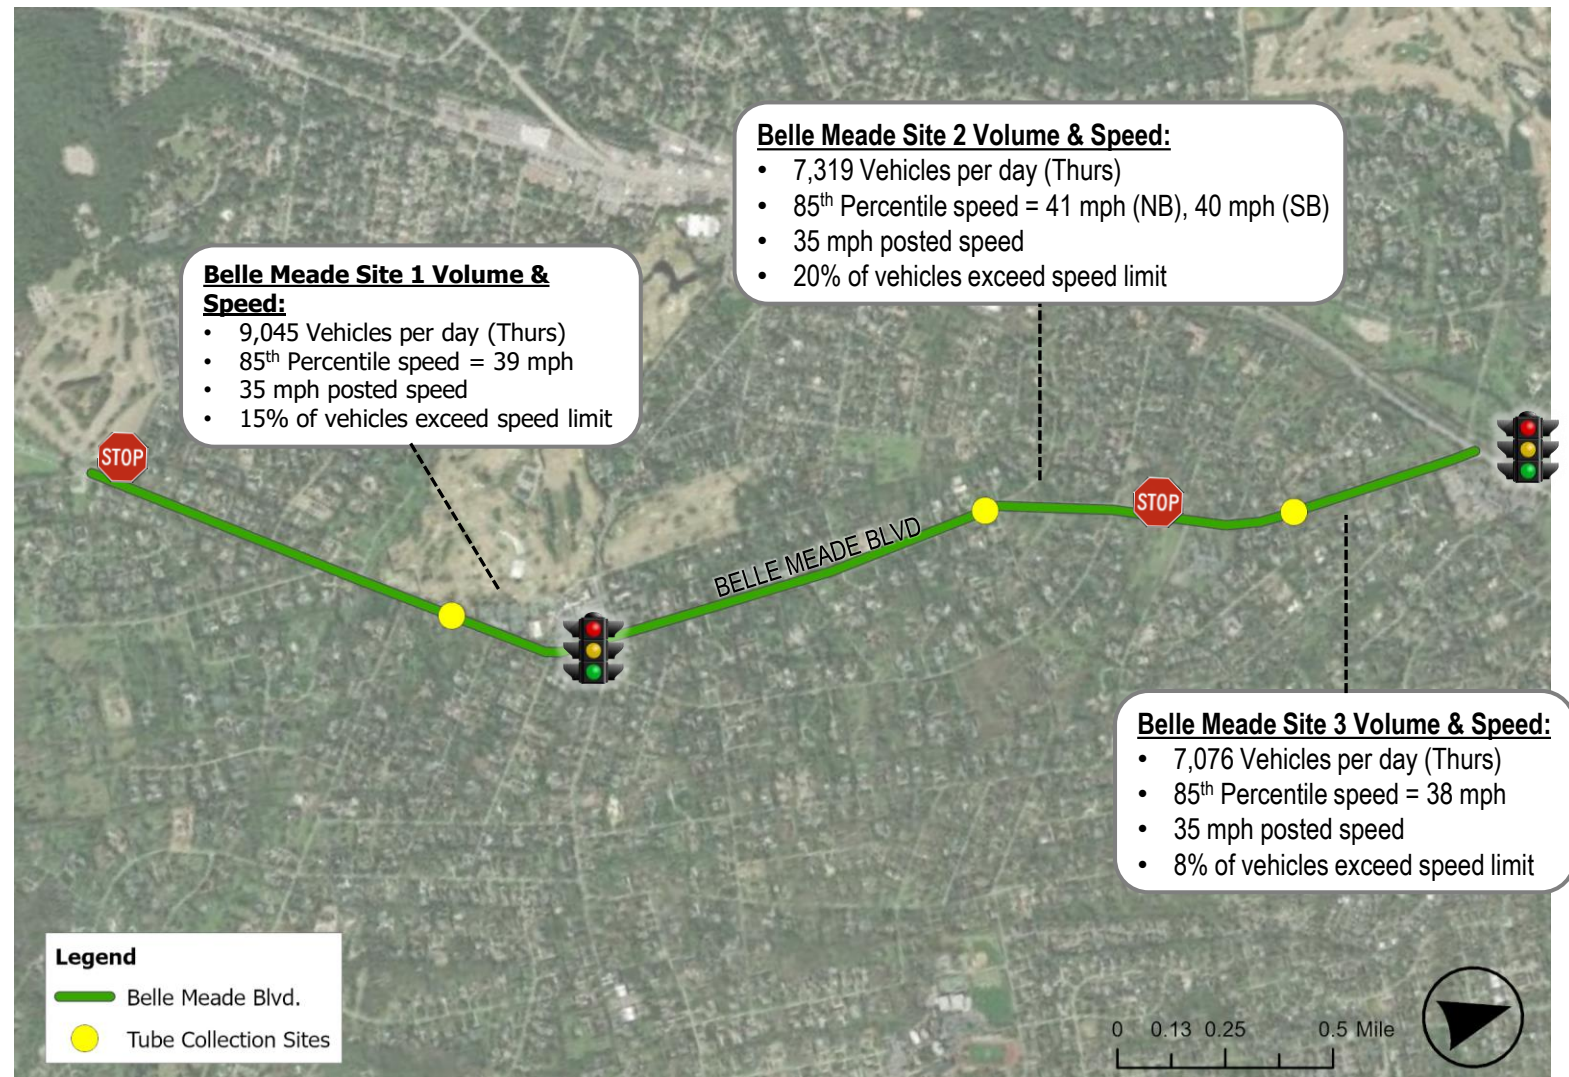 Belle Meade Site 2 Volume & Speed:
• 7,319 Vehicles per day (Thurs)
• 85th Percentile speed = 41 mph (NB), 40 mph (SB)
• 35 mph posted speed
• 20% of vehicles exceed speed limit
Belle Meade Site 1 Volume &
Speed:
• 9,045 Vehicles per day (Thurs)
• 85th Percentile speed = 39 mph
• 35 mph posted speed
• 15% of vehicles exceed speed limit
STOP
STOP
BELLE MEADE BLVD
Belle Meade Site 3 Volume & Speed:
• 7,076 Vehicles per day (Thurs)
• 85th Percentile speed = 38 mph
• 35 mph posted speed
• 8% of vehicles exceed speed limit
Legend
Belle Meade Blvd.
Tube Collection Sites
0 0.13 0.25 0.5 Mile